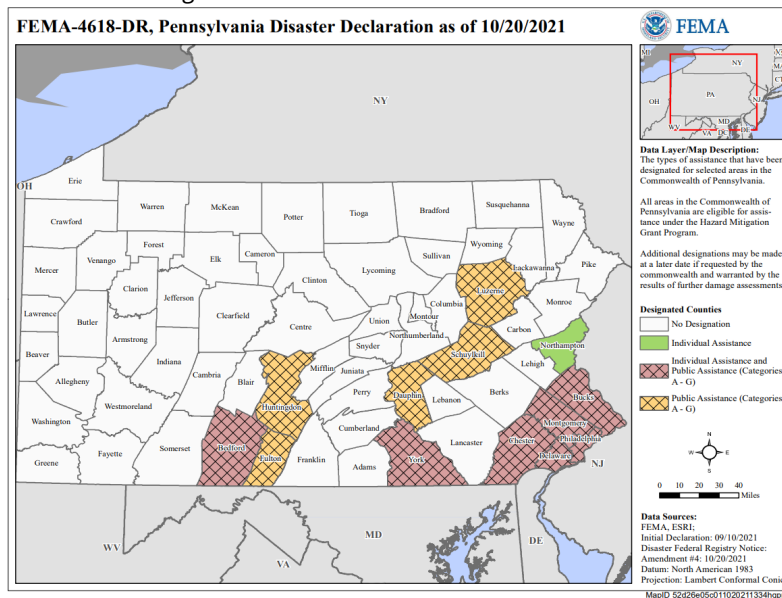 FEMA-4618-DR, Pennsylvania Disaster Declaration as of 10/20/2021
FEMA
NY
OH
Erie
Crawford
Warren
McKean
Potter
Tioga
Bradford
Susquehanna
Wayne
Wyoming
Forest
Venango
Mercer
Elk
Cameron
Sullivan
Lackawanna
Pike
Clinton
Lycoming
Luzerne
Clarion
Jefferson
Clearfield
Centre
Columbia
Montour
Union
Monroe
Lawrence
Butler
Armstrong
Northumberland
Snyder
Carbon
Northampton
Beaver
Indiana
Cambria
Blair
Mifflin
Juniata
Schuylkill
Lehigh
Allegheny
Westmoreland
Huntingdon
Perry
Dauphin
Lebanon
Berks
Bucks
Montgomery
Washington
Somerset
Bedford
Fulton
Cumberland
Lancaster
Chester
Philadelphia
Delaware
Greene
Fayette
Franklin
Adams
York
NJ
WV
MD
VA
DE
NY
OH
PA
NJ
WV
MD
VA
DC
DE
Data Layer/Map Description:
The types of assistance that have been
designated for selected areas in the
Commonwealth of Pennsylvania.
All areas in the Commonwealth of
Pennsylvania are eligible for assis-
tance under the Hazard Mitigation
Grant Program.
Additional designations may be made
at a later date if requested by the
commonwealth and warranted by the
results of further damage assessments
Designated Counties
No Designation
Individual Assistance
Individual Assistance and
Public Assistance (Categories
A - G)
Public Assistance (Categories
A - G)
N
W
E
S
0 10 20 30 40
Miles
Data Sources:
FEMA, ESRI;
Initial Declaration: 09/10/2021
Disaster Federal Registry Notice:
Amendment #4: 10/20/2021
Datum: North American 1983
Projection: Lambert Conformal Conic
MapID 52d26e05c011020211334hqp